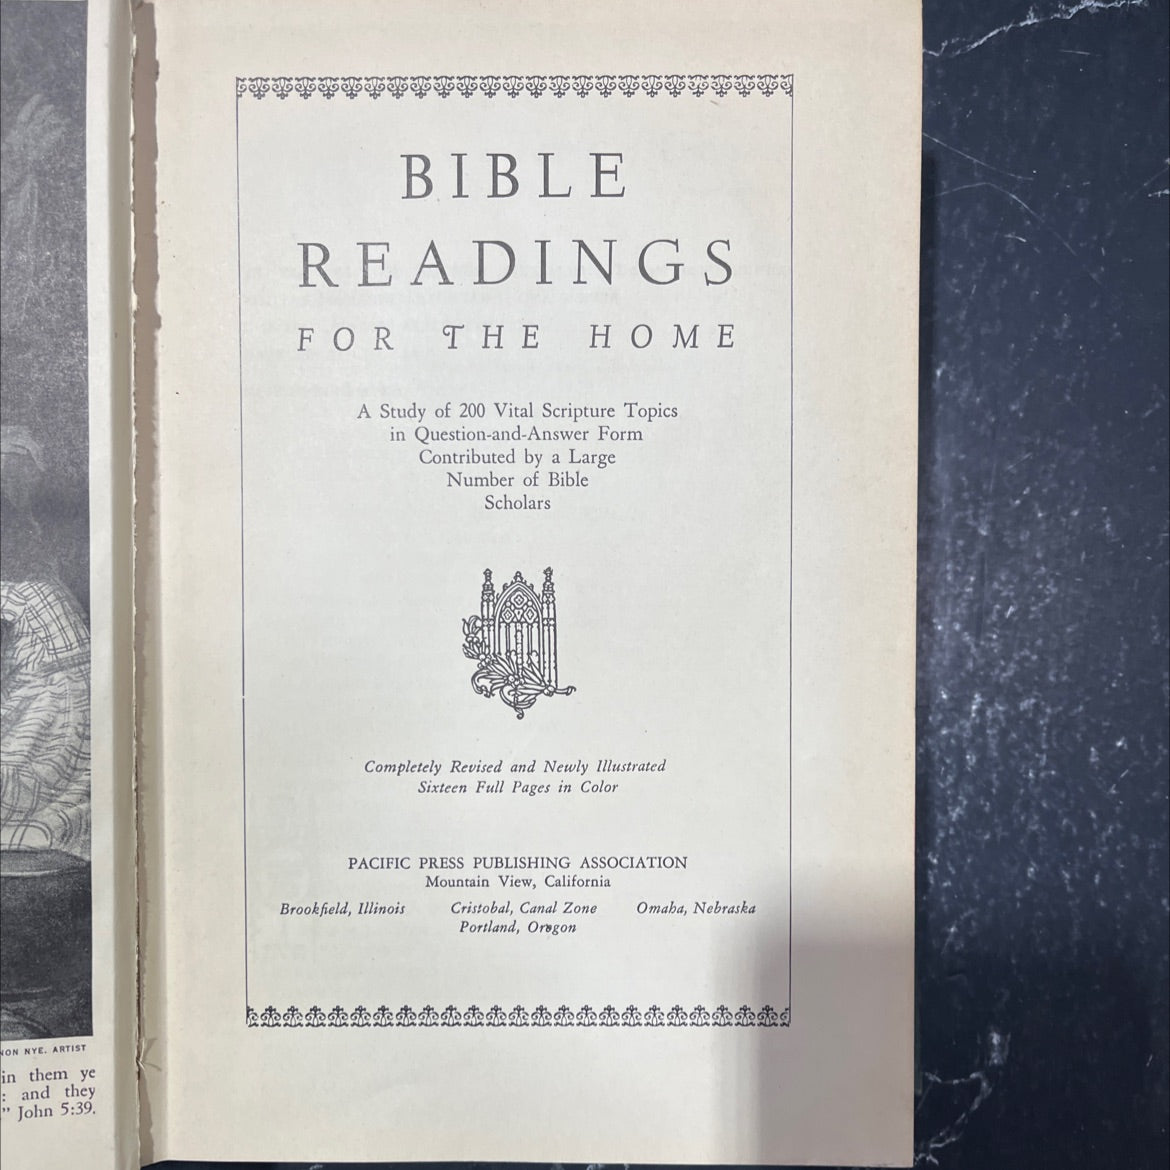 BIBLE
READINGS
FOR THE HOME
A Study of 200 Vital Scripture Topics
in Question-and-Answer Form
Contributed by a Large
Number of Bible
Scholars
Completely Revised and Newly Illustrated
Sixteen Full Pages in Color
PACIFIC PRESS PUBLISHING ASSOCIATION
Mountain View, California
Brookfield, Illinois Cristobal, Canal Zone Omaha, Nebraska
Portland, Oregon
NYE. ARTIST
in them ye
: and they
” John 5:39.